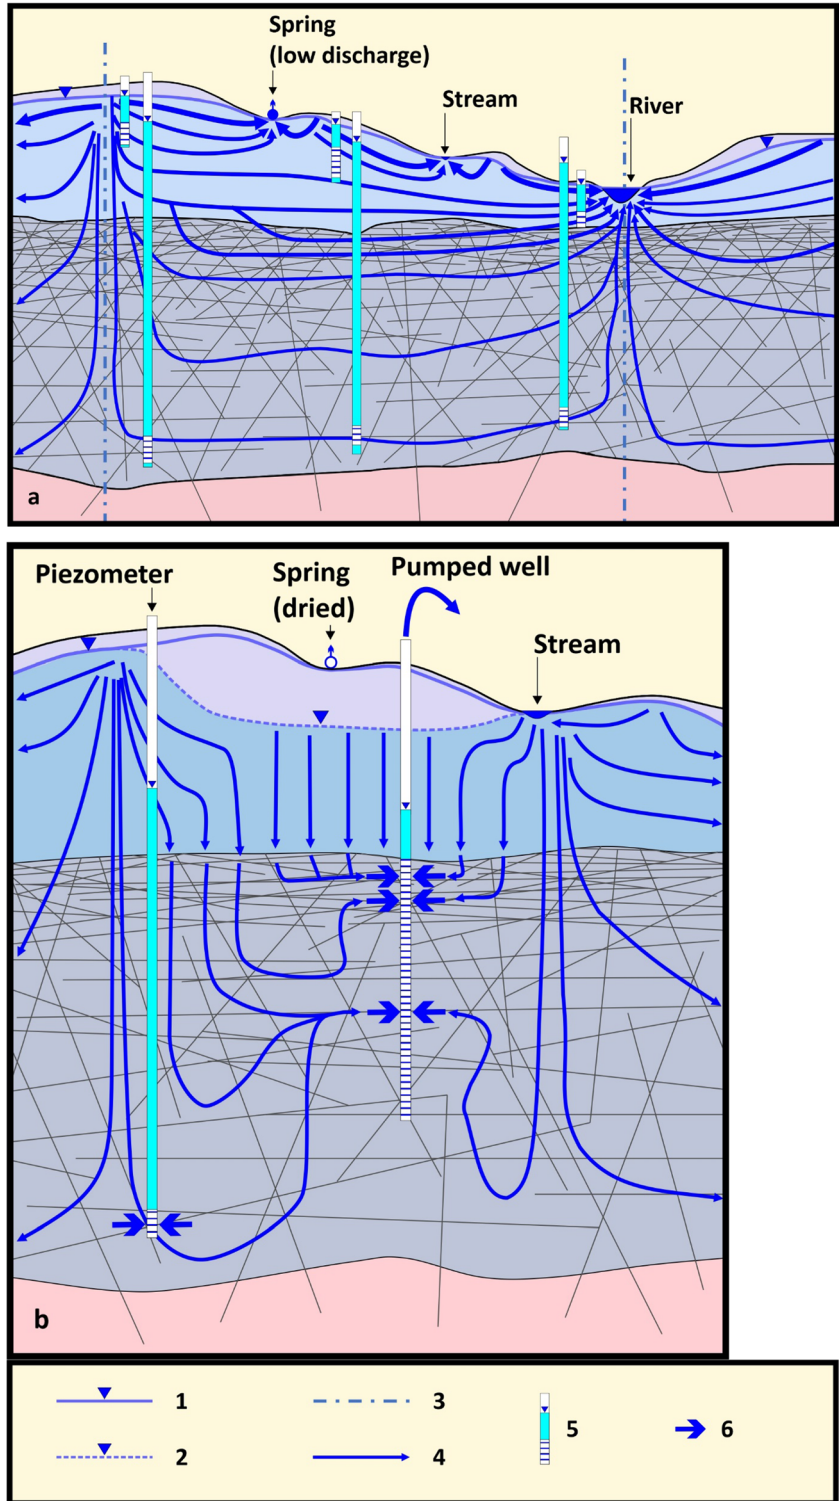 Spring
(low discharge)
Stream
River
a
Piezometer
Spring
(dried)
Pumped well
Stream
b
1
3
5
6
2
4